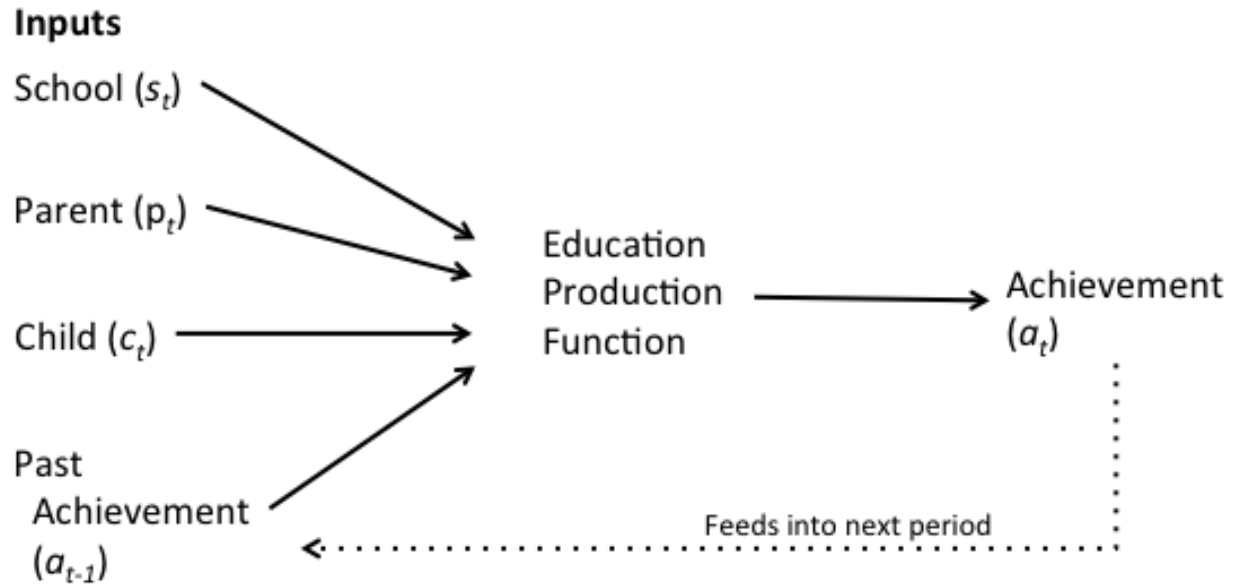 Inputs
School (sₜ)
Parent (pₜ)
Child (cₜ)
Past
Achievement
(aₜ₋₁)
Education
Production
Function
Achievement
(aₜ)
Feeds into next period